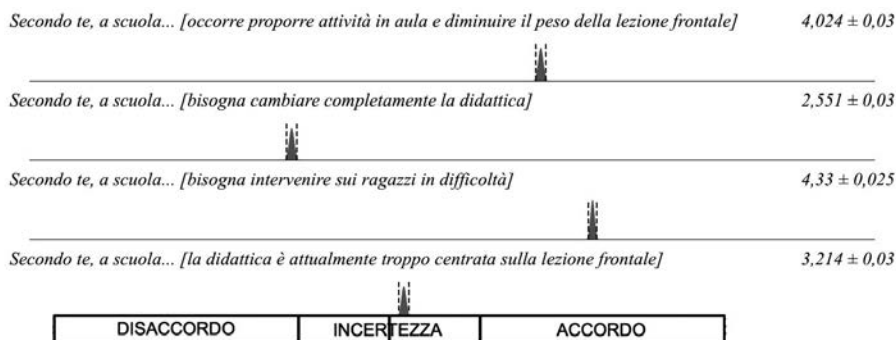 Secondo te, a scuola... [occorre proporre attività in aula e diminuire il peso della lezione frontale] 4,024 ± 0,03
Secondo te, a scuola... [bisogna cambiare completamente la didattica] 2,551 ± 0,03
Secondo te, a scuola... [bisogna intervenire sui ragazzi in difficoltà] 4,33 ± 0,025
Secondo te, a scuola... [la didattica è attualmente troppo centrata sulla lezione frontale] 3,214 ± 0,03
DISACCORDO INCERTEZZA ACCORDO